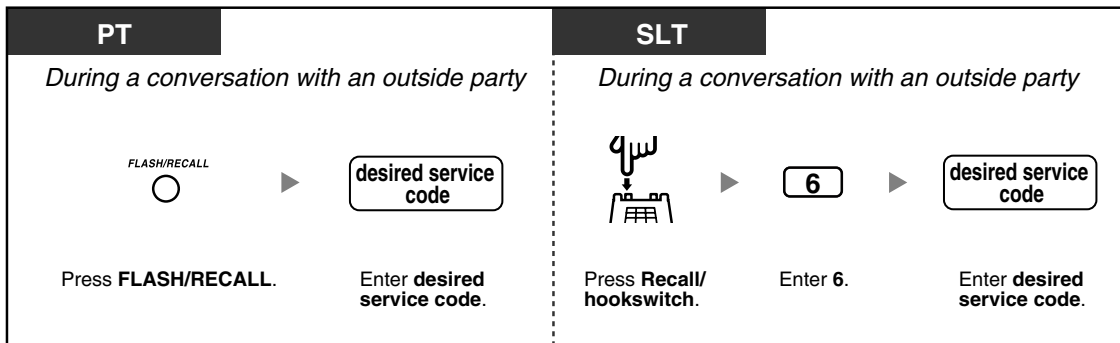 PT
During a conversation with an outside party
FLASH/RECALL
desired service
code
Press FLASH/RECALL.
Enter desired
service code.
SLT
During a conversation with an outside party
6
desired service
code
Press Recall/
hookswitch.
Enter 6.
Enter desired
service code.